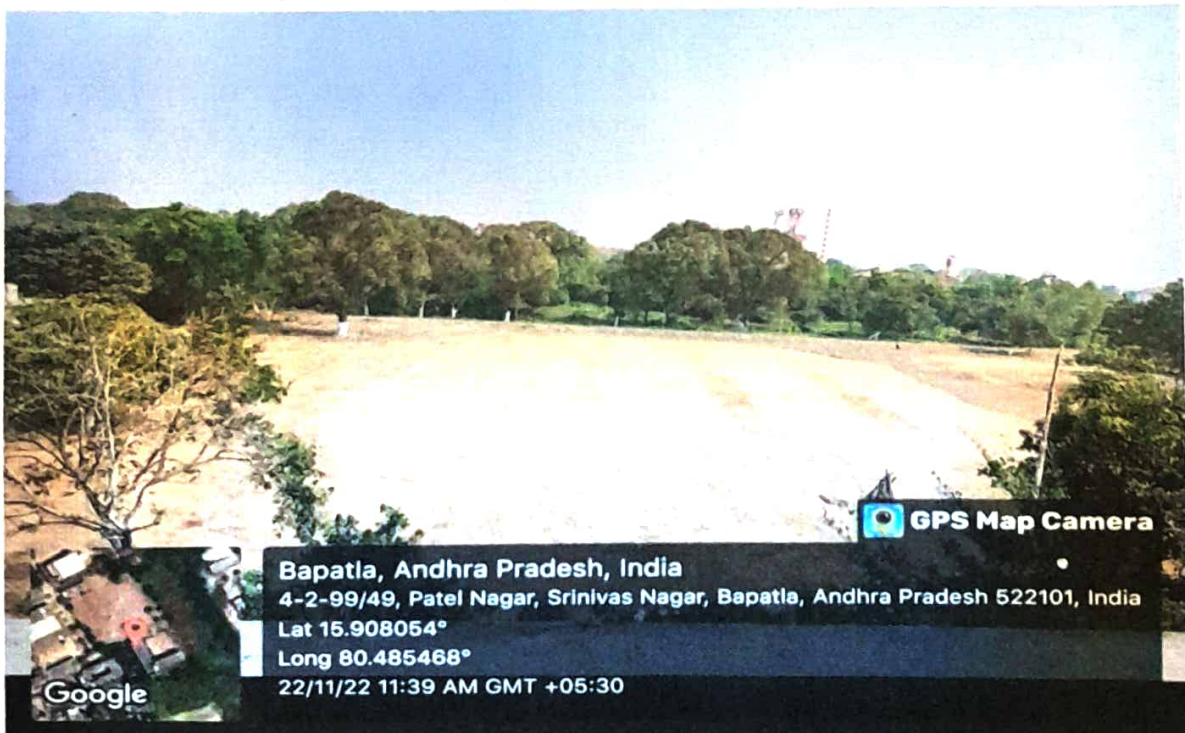 GPS Map Camera
Bapatla, Andhra Pradesh, India
4-2-99/49, Patel Nagar, Srinivas Nagar, Bapatla, Andhra Pradesh 522101, India
Lat 15.908054°
Long 80.485468°
22/11/22 11:39 AM GMT +05:30
Google